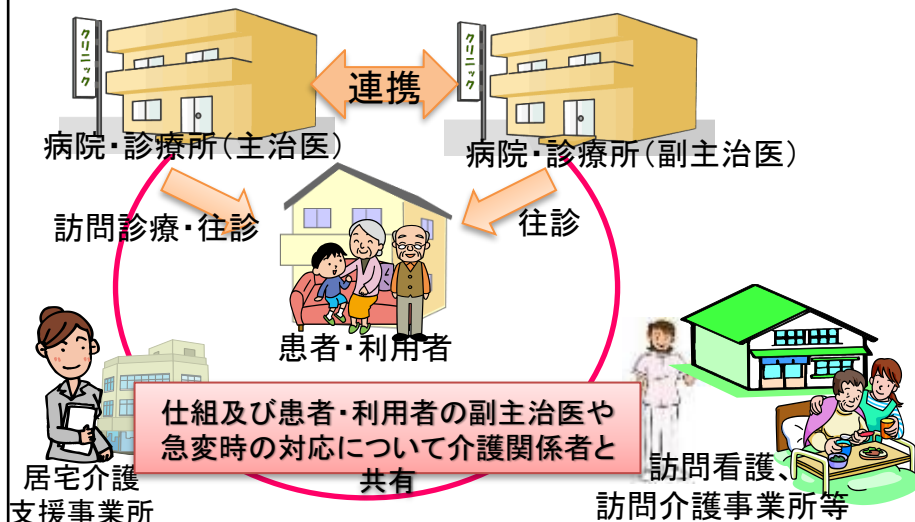 クリニック
クリニック
連携
病院・診療所(主治医)
病院・診療所(副主治医)
訪問診療・往診
往診
患者・利用者
仕組及び患者・利用者の副主治医や
急変時の対応について介護関係者と
共有
居宅介護
支援事業所
訪問看護、
訪問介護事業所等